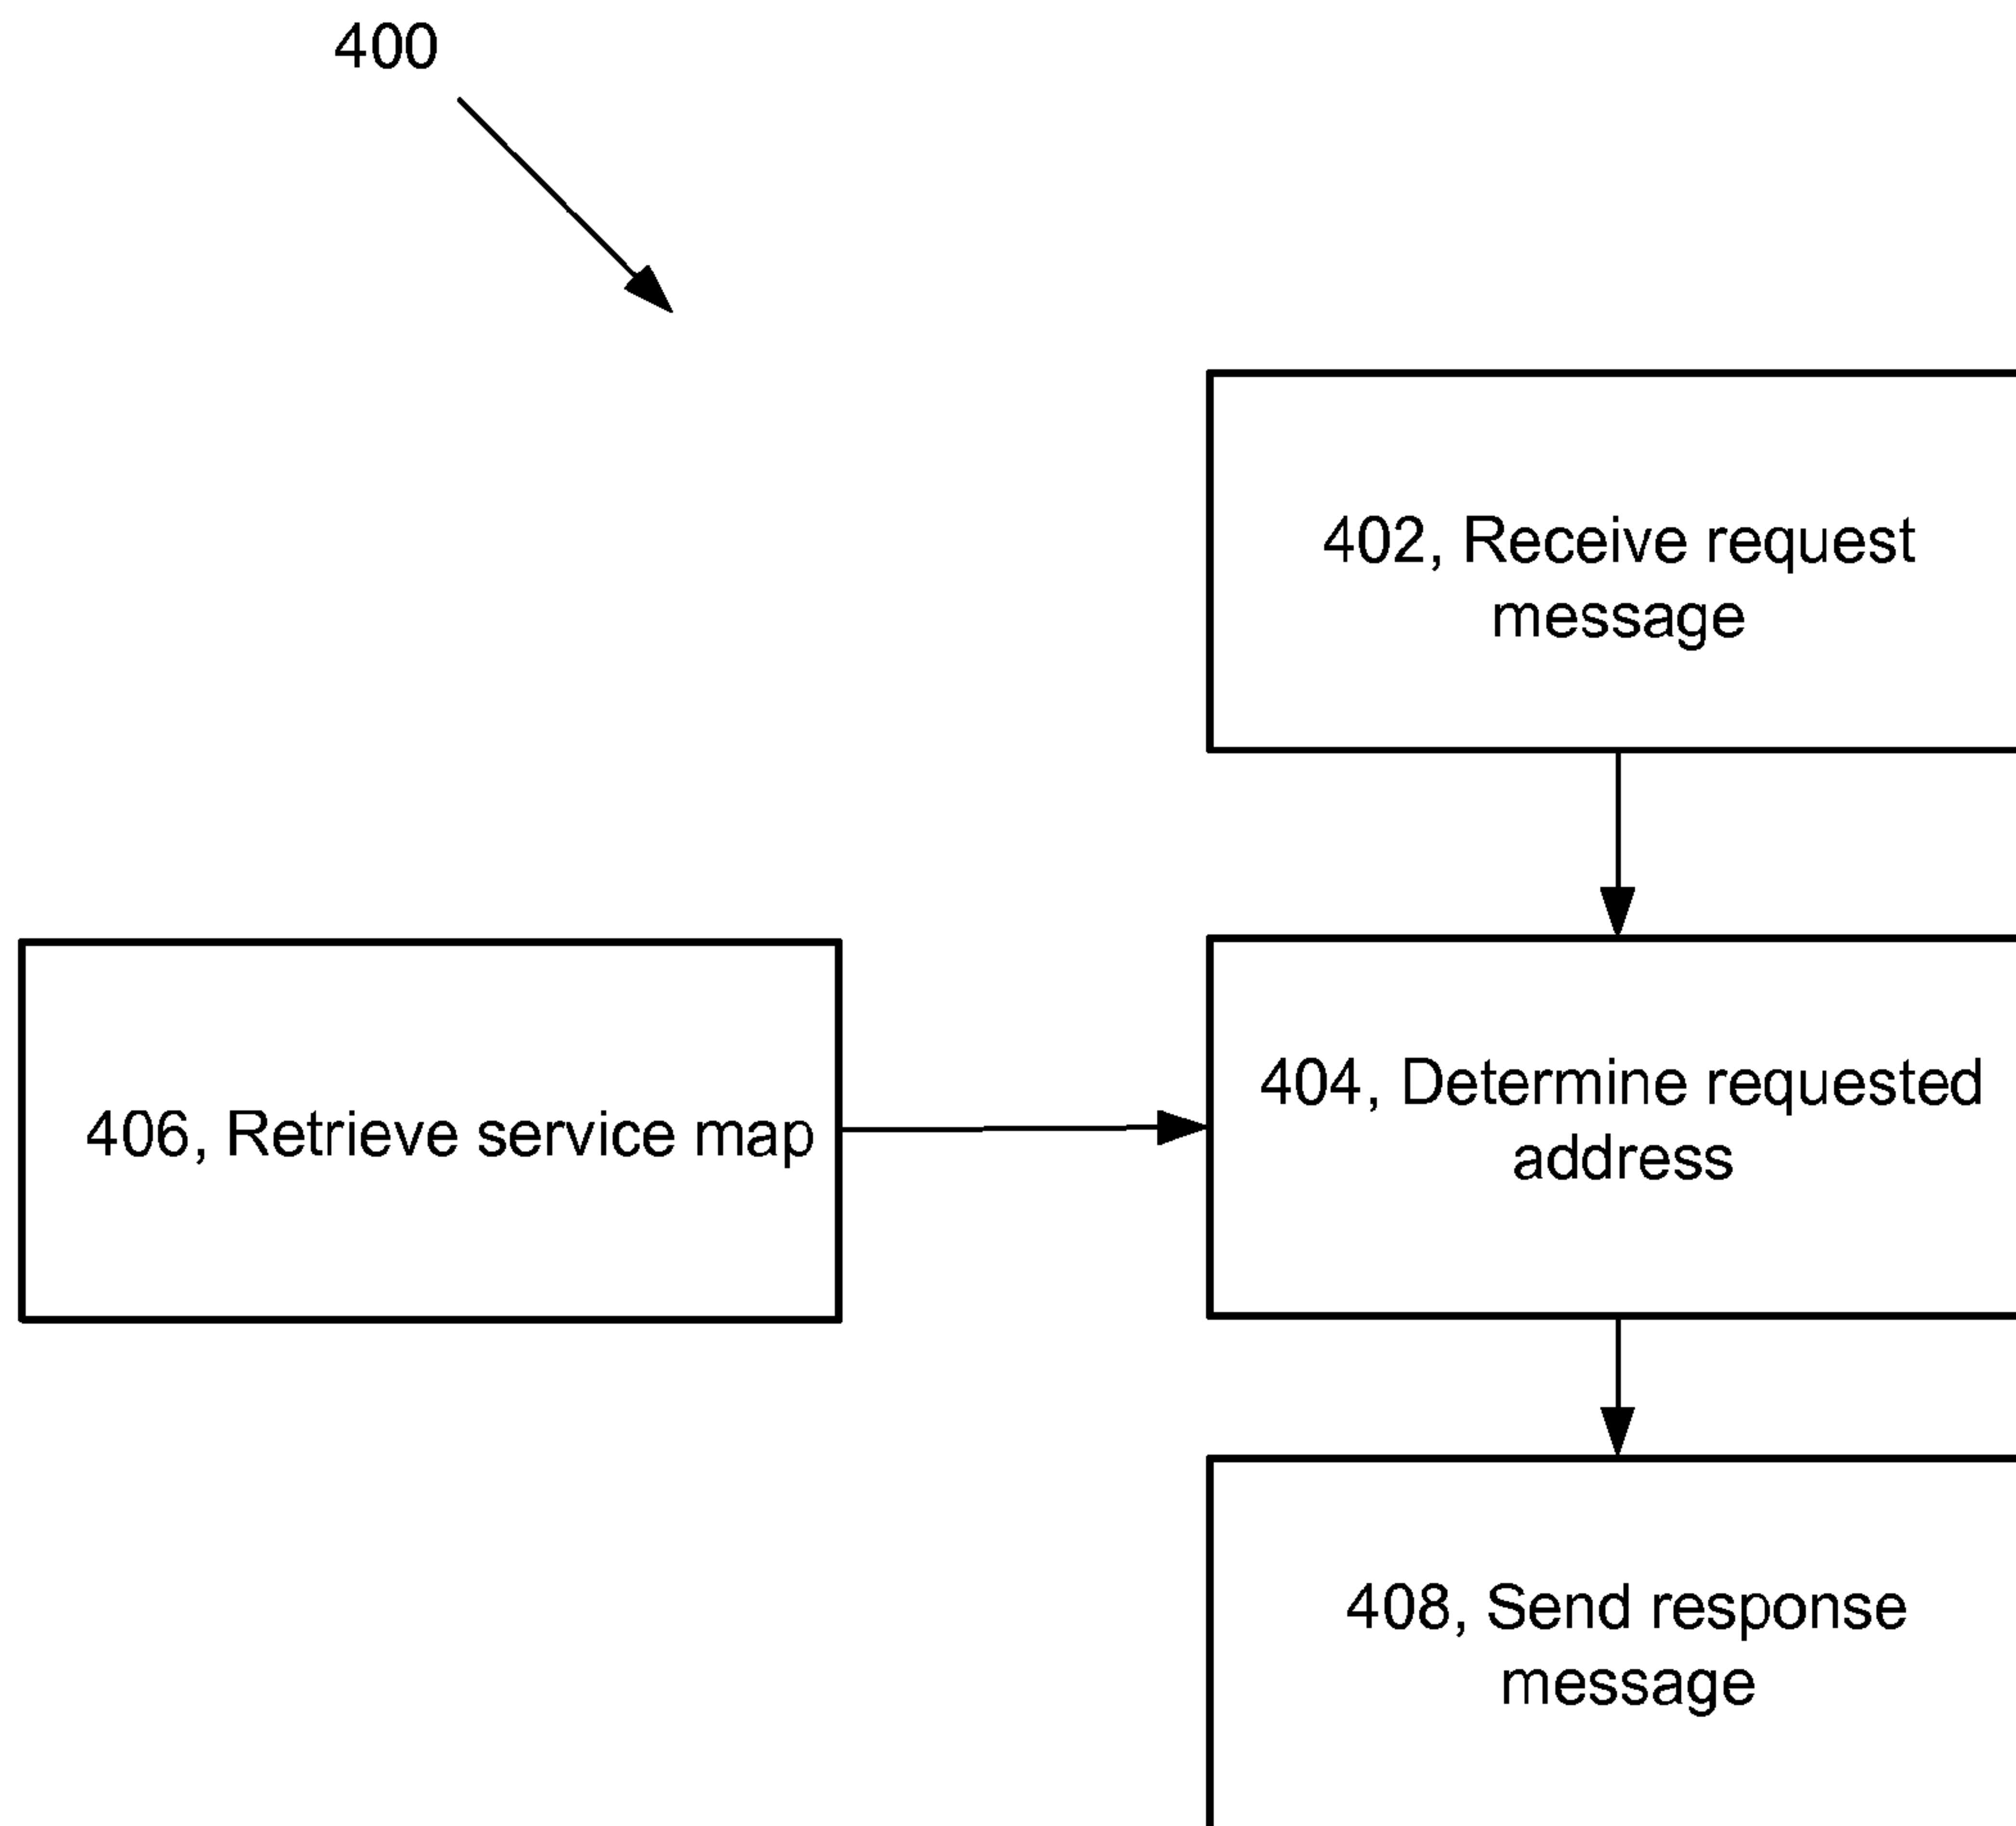 400
402, Receive request
message
406, Retrieve service map
404, Determine requested
address
408, Send response
message